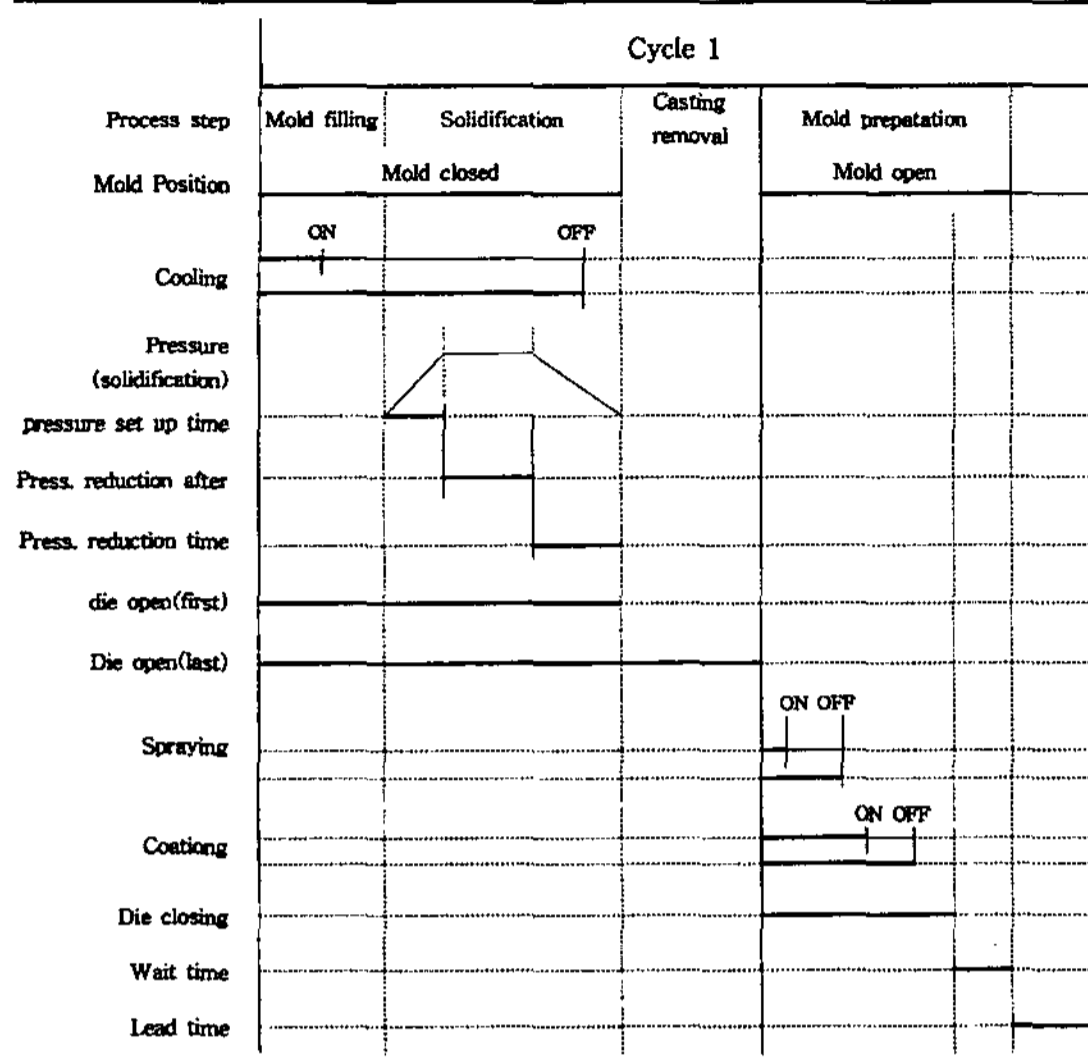 Cycle 1
Process step
Mold filling
Solidification
Casting
removal
Mold prepatation
Mold Position
Mold closed
Mold open
ON
OFF
Cooling
Pressure
(solidification)
pressure set up time
Press. reduction after
Press. reduction time
die open(first)
Die open(last)
ON OFF
Spraying
ON OFF
Coationg
Die closing
Wait time
Lead time